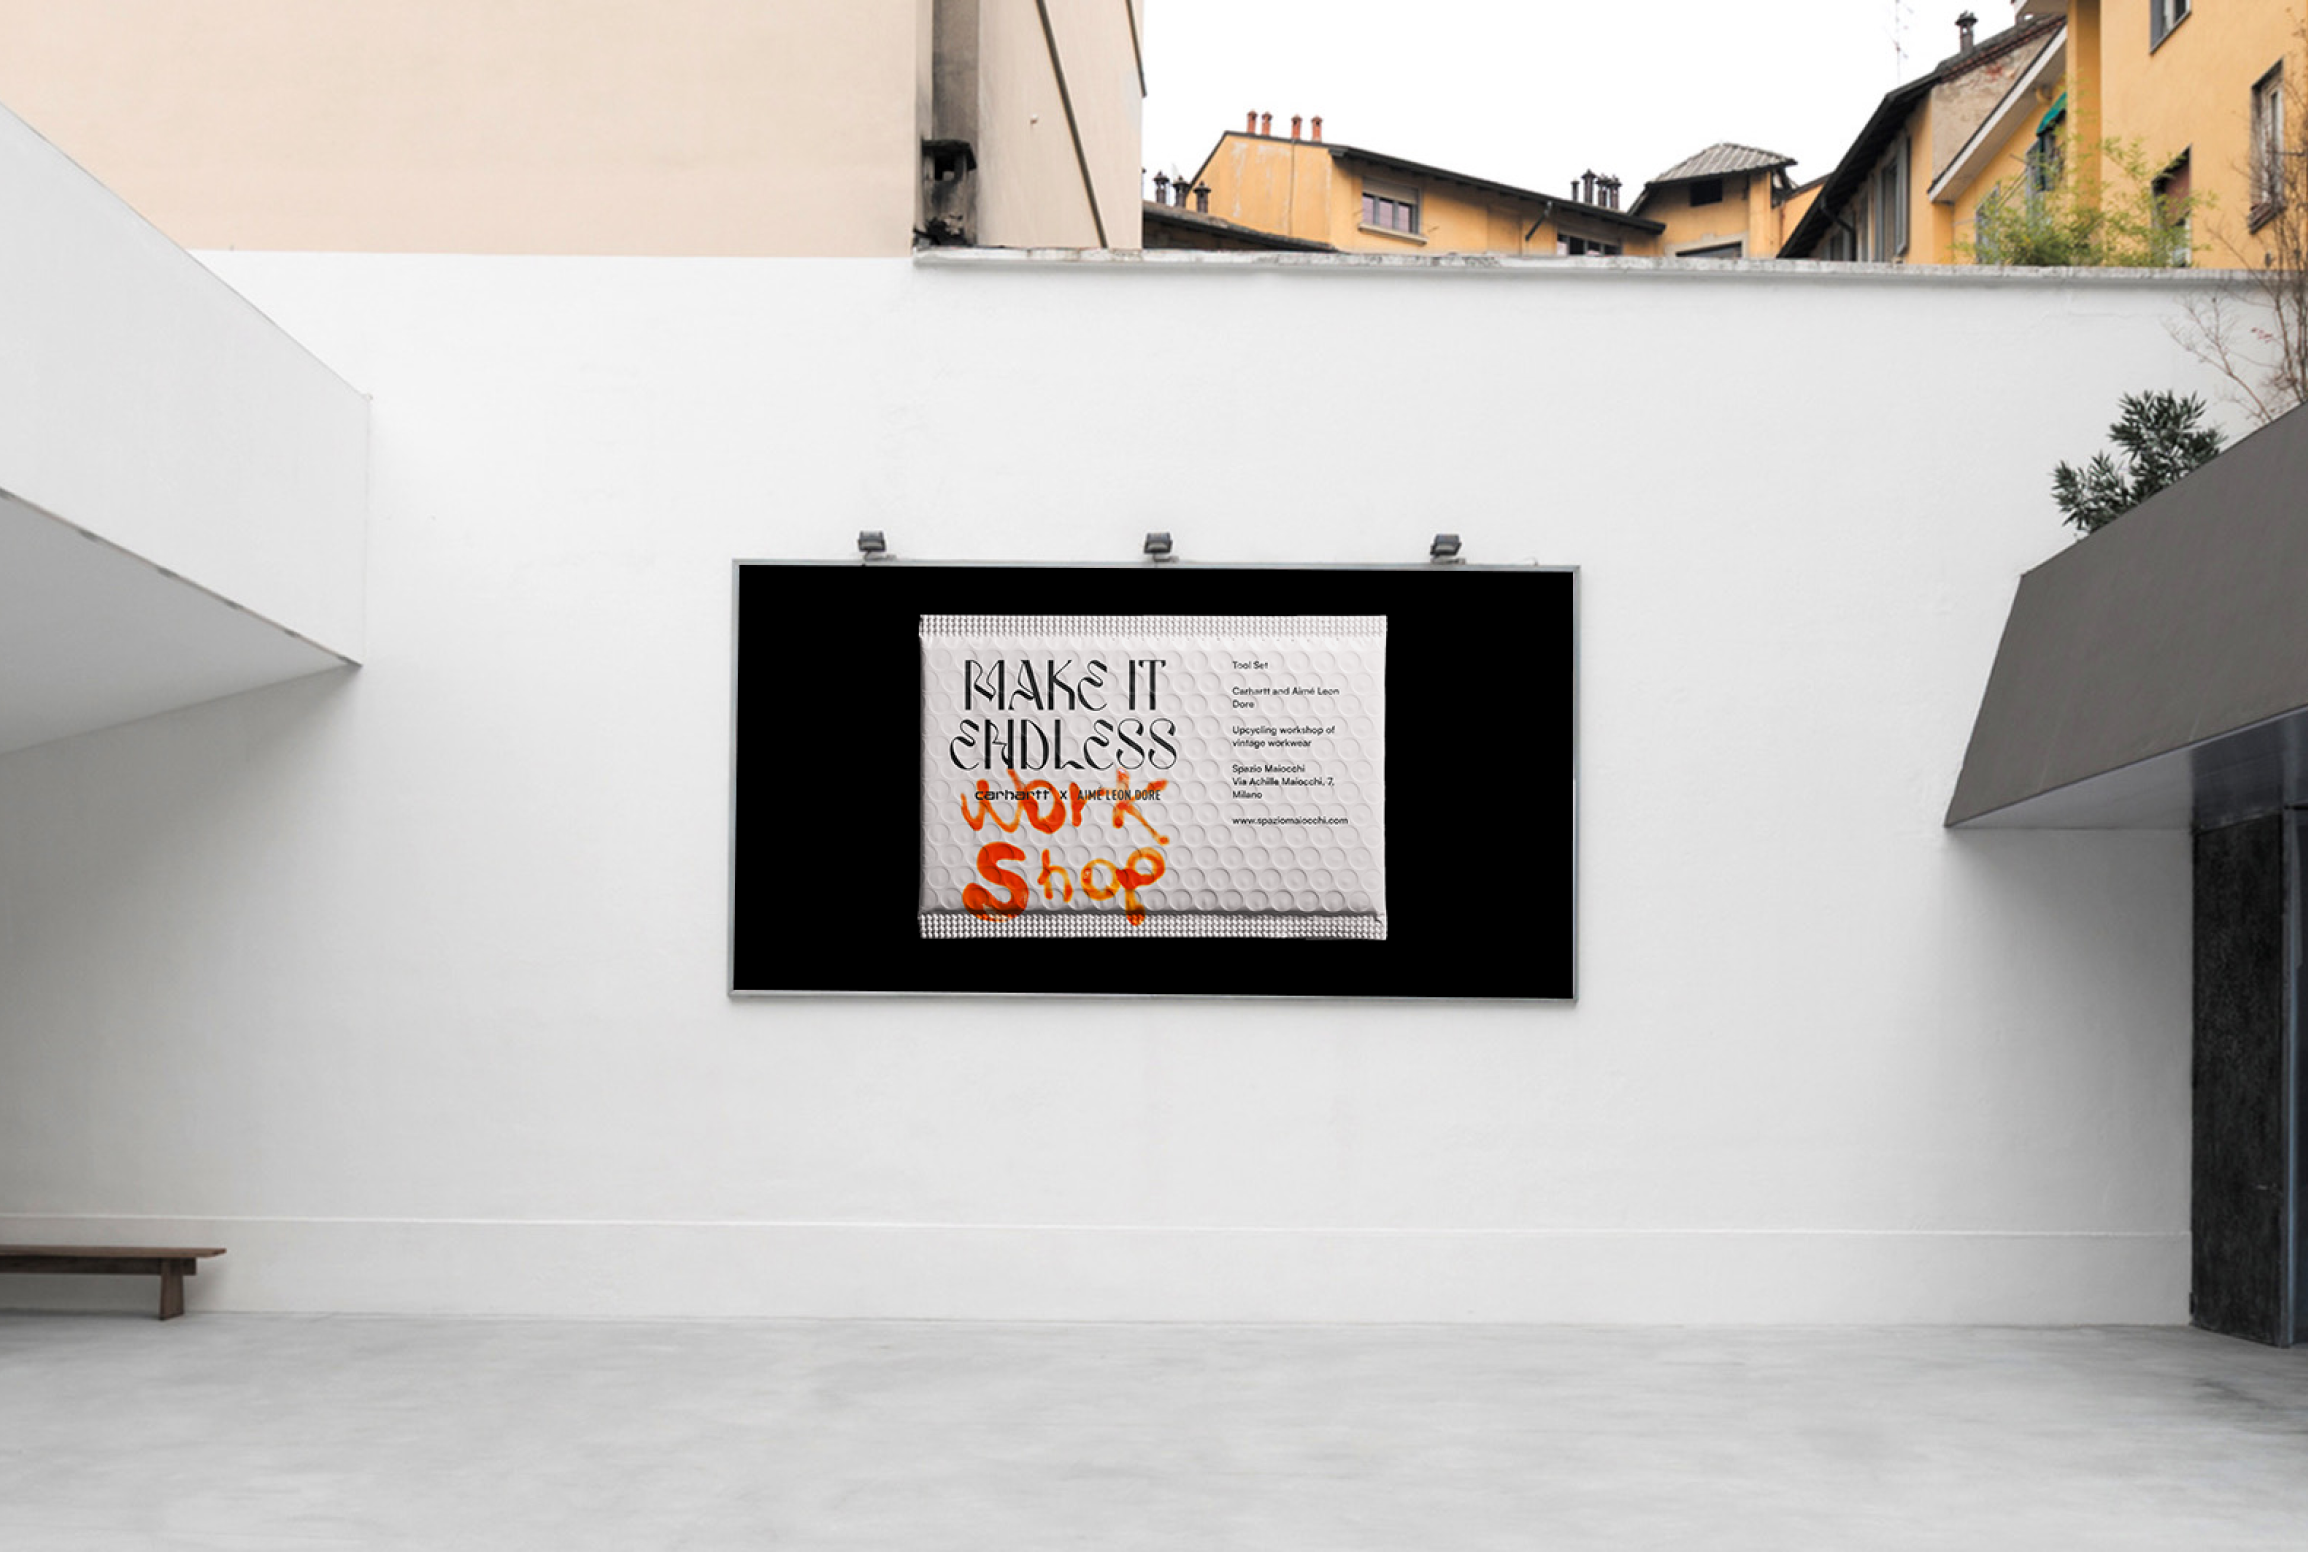 MAKE IT
ENDLESS
carhartt x AIMÉ LEON DORE
Work
Shop
Tool Set
Carhartt and Aimé Leon
Dore
Upcycling workshop of
vintage workwear
Spazio Maiocchi
Via Achille Maiocchi, 7,
Milano
www.spaziomaiocchi.com